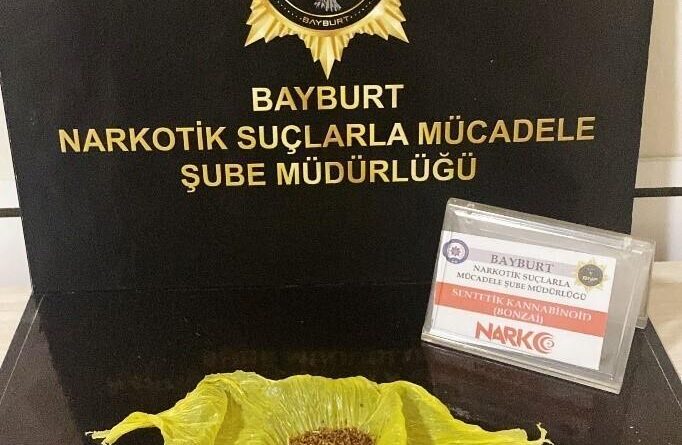 BAYBURT
BAYBURT
NARKOTİK SUÇLARLA MÜCADELE
ŞUBE MÜDÜRLÜĞÜ
BAYBURT
NARKOTİK SUÇLARLA
MÜCADELE ŞUBE MÜDÜRLÜĞÜ
SENTETİK KANNABİNOİD
(BONZAİ)
NARKO